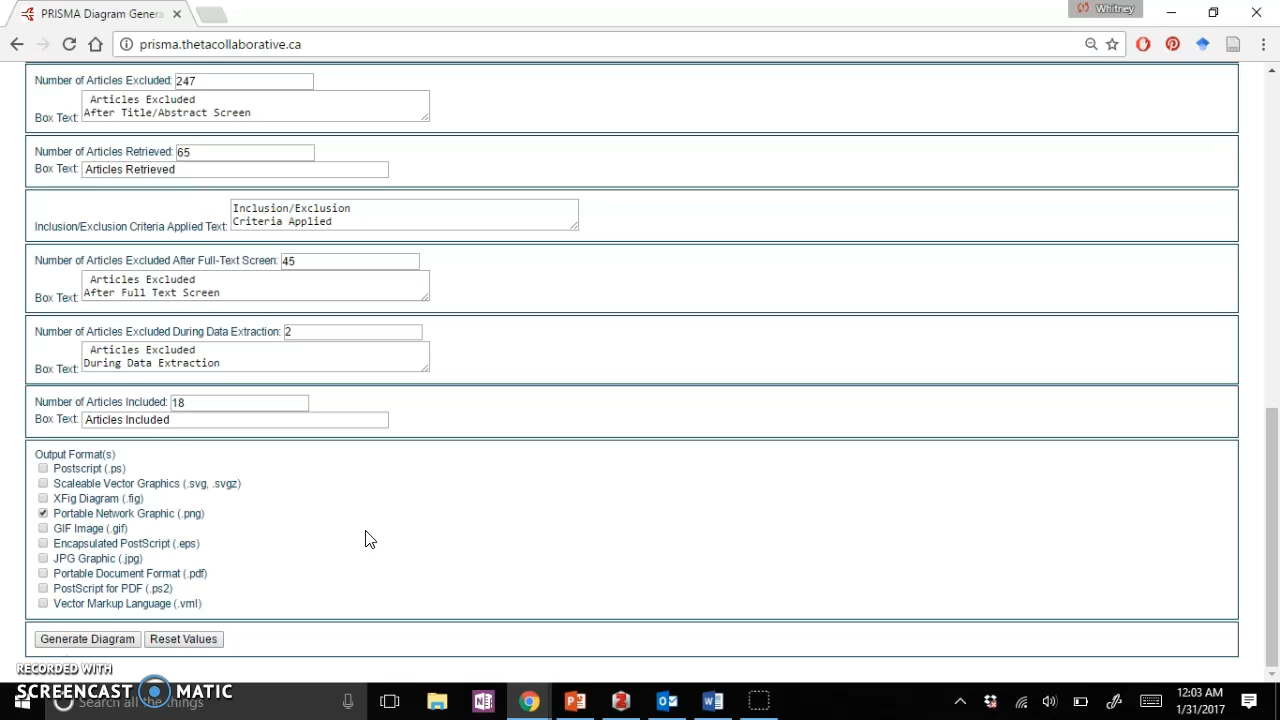 PRISMA Diagram Genera
Whitney
prisma.thetacollaborative.ca
Number of Articles Excluded: 247
Articles Excluded
After Title/Abstract Screen
Box Text:
Number of Articles Retrieved: 65
Box Text: Articles Retrieved
Inclusion/Exclusion
Criteria Applied
Inclusion/Exclusion Criteria Applied Text:
Number of Articles Excluded After Full-Text Screen: 45
Articles Excluded
After Full Text Screen
Box Text:
Number of Articles Excluded During Data Extraction: 2
Articles Excluded
During Data Extraction
Box Text:
Number of Articles Included: 18
Box Text: Articles Included
Output Format(s)
Postscript (.ps)
Scaleable Vector Graphics (.svg, .svgz)
XFig Diagram (.fig)
Portable Network Graphic (.png)
GIF Image (.gif)
Encapsulated PostScript (.eps)
JPG Graphic (.jpg)
Portable Document Format (.pdf)
PostScript for PDF (.ps2)
Vector Markup Language (.vml)
Generate Diagram Reset Values
RECORDED WITH
SCREENCAST MATIC
Search all the things
12:03 AM
1/31/2017